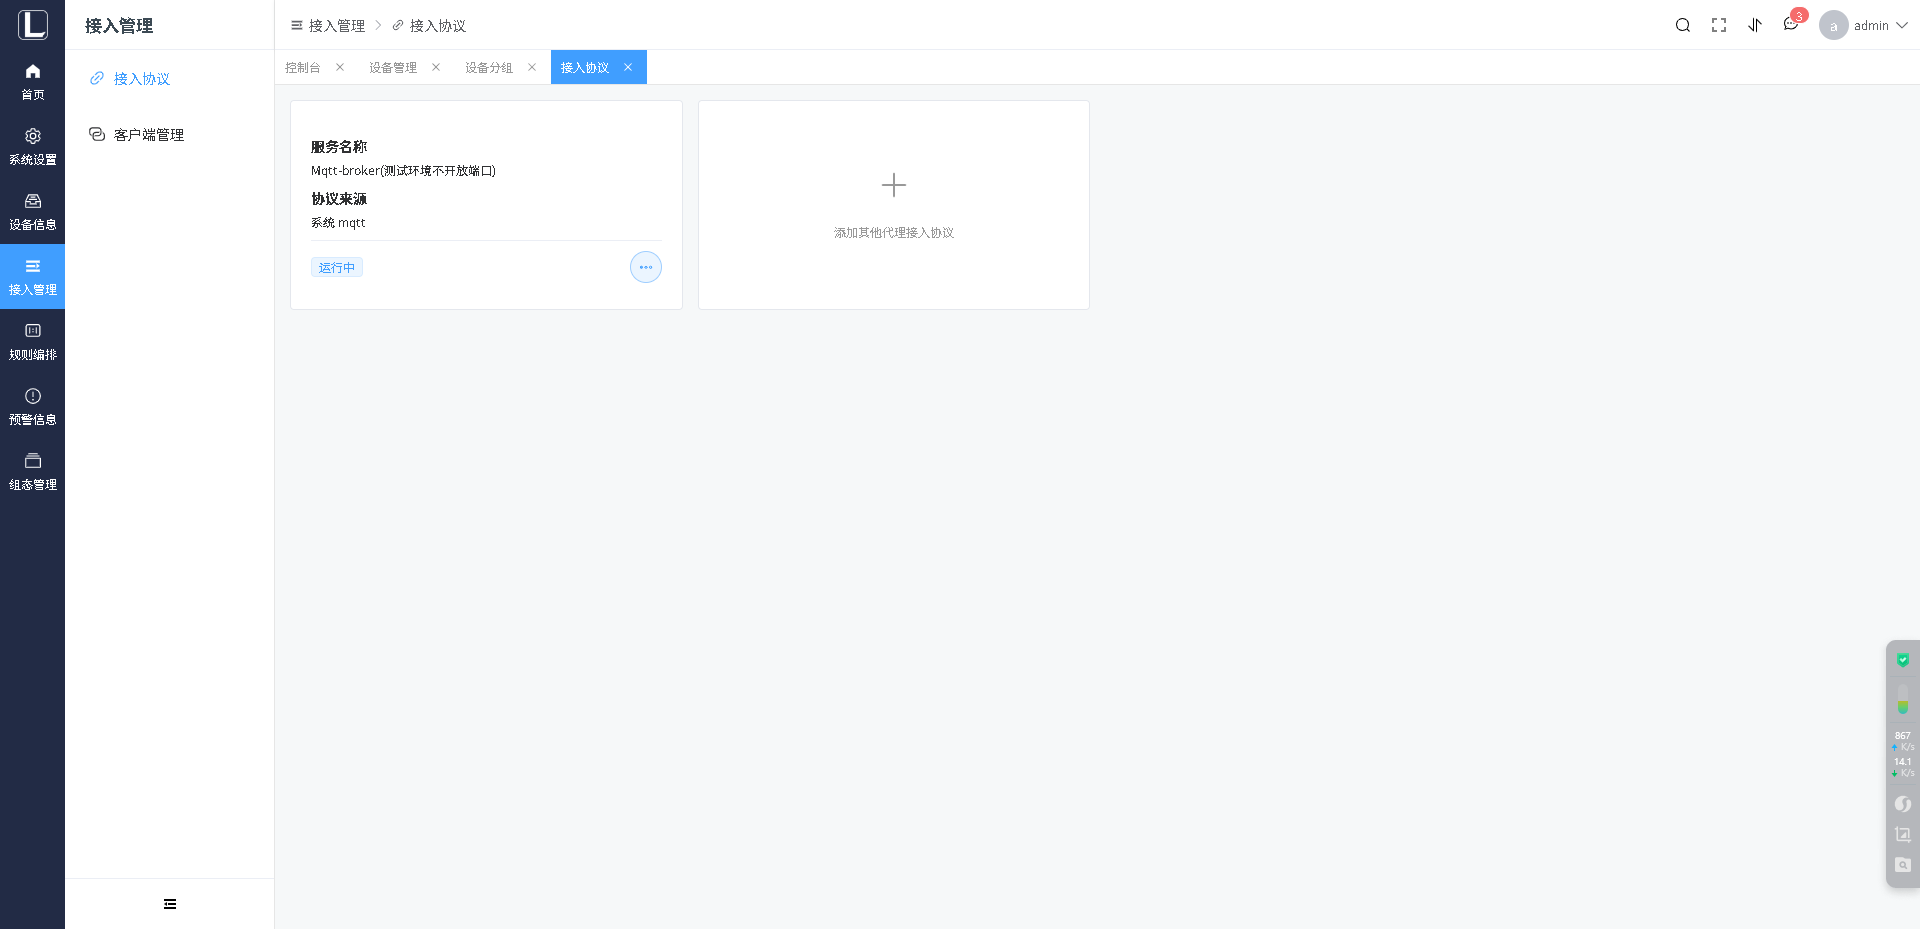 L
首页
系统设置
设备信息
接入管理
规则编排
预警信息
组态管理
接入管理
接入协议
客户端管理
接入管理 接入协议
3
a admin
控制台 设备管理 设备分组 接入协议
服务名称
Mqtt-broker(测试环境不开放端口)
协议来源
系统 mqtt
运行中
添加其他代理接入协议
867
K/s
14.1
K/s